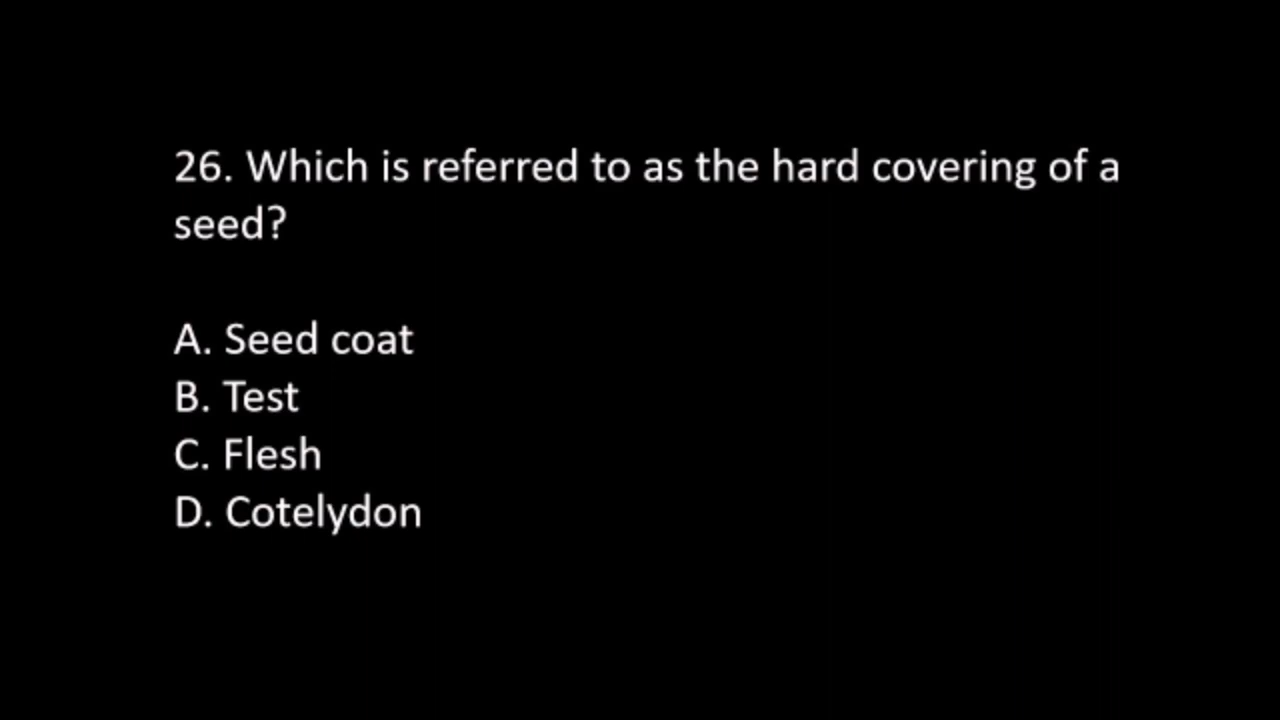 26. Which is referred to as the hard covering of a
seed?
A. Seed coat
B. Test
C. Flesh
D. Cotelydon